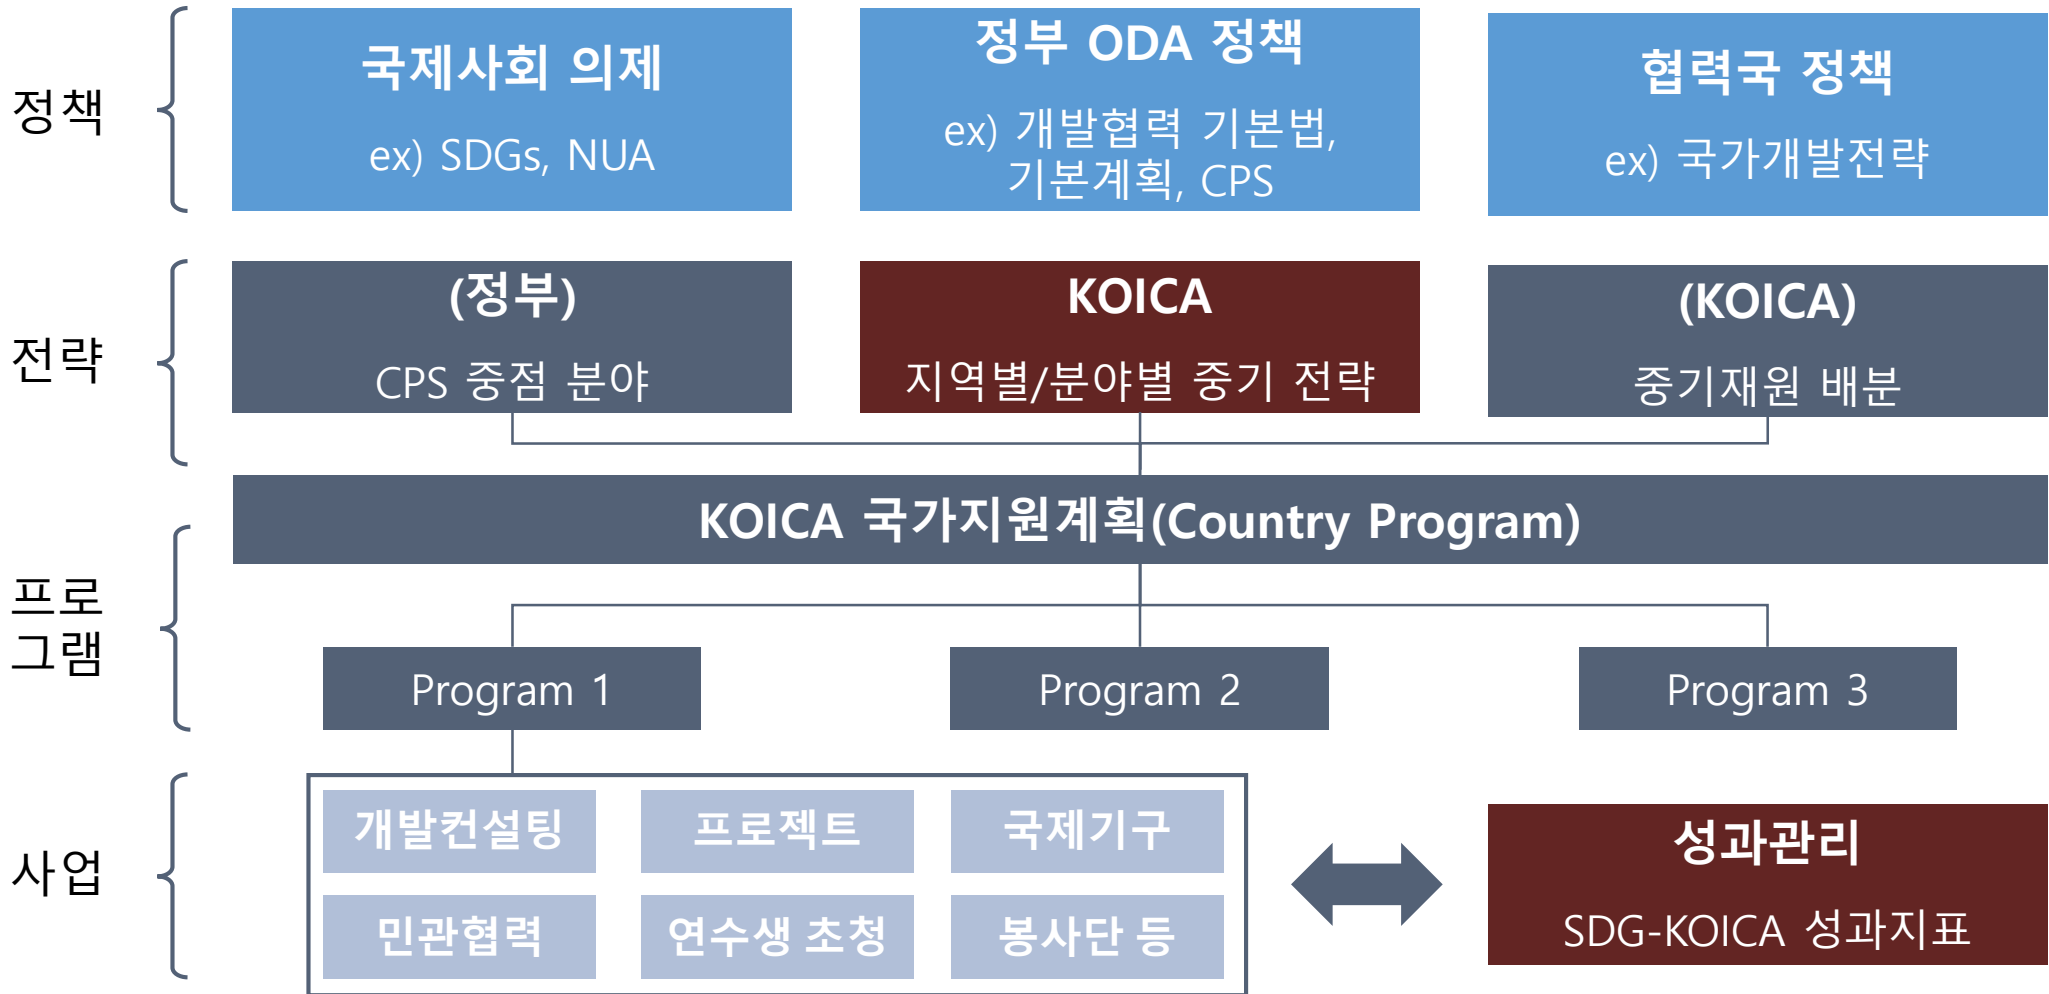 정책
국제사회 의제
ex) SDGs, NUA
정부 ODA 정책
ex) 개발협력 기본법,
기본계획, CPS
협력국 정책
ex) 국가개발전략
전략
(정부)
CPS 중점 분야
KOICA
지역별/분야별 중기 전략
(KOICA)
중기재원 배분
KOICA 국가지원계획(Country Program)
프로
그램
Program 1
Program 2
Program 3
사업
개발컨설팅
프로젝트
국제기구
민관협력
연수생 초청
봉사단 등
성과관리
SDG-KOICA 성과지표